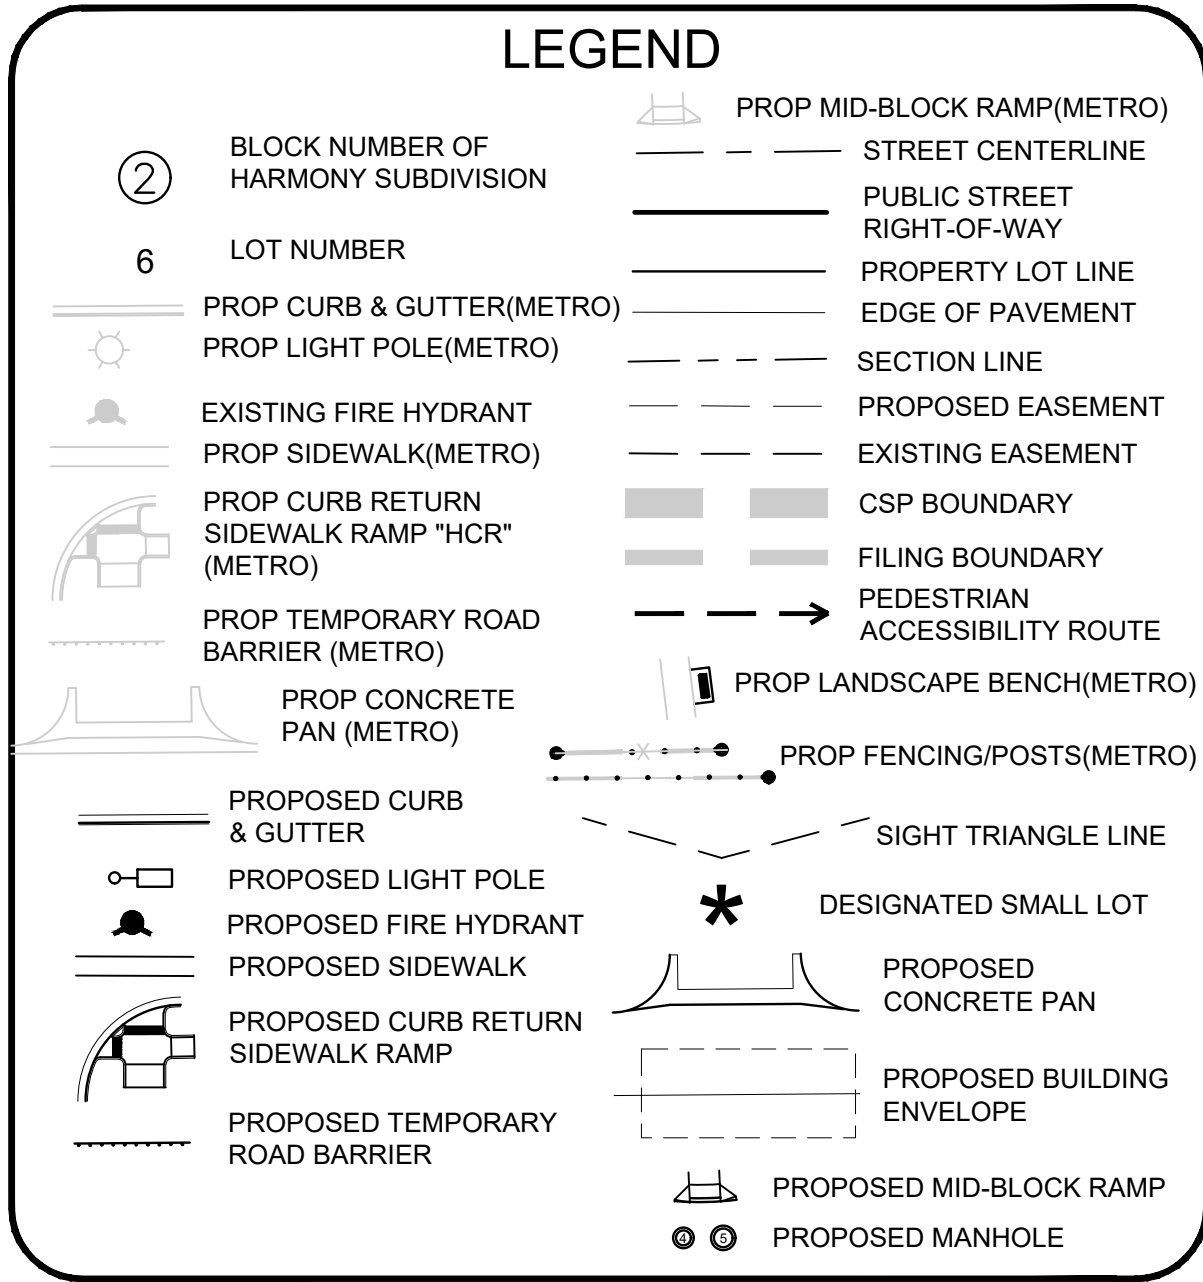 LEGEND
2
BLOCK NUMBER OF
HARMONY SUBDIVISION
6
LOT NUMBER
PROP CURB & GUTTER(METRO)
PROP LIGHT POLE(METRO)
EXISTING FIRE HYDRANT
PROP SIDEWALK(METRO)
PROP CURB RETURN
SIDEWALK RAMP "HCR"
(METRO)
PROP TEMPORARY ROAD
BARRIER (METRO)
PROP CONCRETE
PAN (METRO)
PROPOSED CURB
& GUTTER
PROPOSED LIGHT POLE
PROPOSED FIRE HYDRANT
PROPOSED SIDEWALK
PROPOSED CURB RETURN
SIDEWALK RAMP
PROPOSED TEMPORARY
ROAD BARRIER
PROP MID-BLOCK RAMP(METRO)
STREET CENTERLINE
PUBLIC STREET
RIGHT-OF-WAY
PROPERTY LOT LINE
EDGE OF PAVEMENT
SECTION LINE
PROPOSED EASEMENT
EXISTING EASEMENT
CSP BOUNDARY
FILING BOUNDARY
PEDESTRIAN
ACCESSIBILITY ROUTE
PROP LANDSCAPE BENCH(METRO)
PROP FENCING/POSTS(METRO)
SIGHT TRIANGLE LINE
* DESIGNATED SMALL LOT
PROPOSED
CONCRETE PAN
PROPOSED BUILDING
ENVELOPE
PROPOSED MID-BLOCK RAMP
4 5 PROPOSED MANHOLE